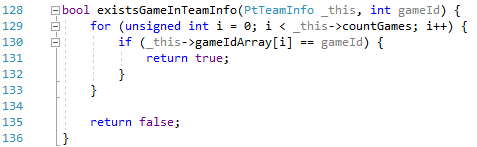 128 bool existsGameInTeamInfo(PtTeamInfo _this, int gameId) {
129     for (unsigned int i = 0; i < _this->countGames; i++) {
130         if (_this->gameIdArray[i] == gameId) {
131             return true;
132         }
133     }
134
135     return false;
136 }